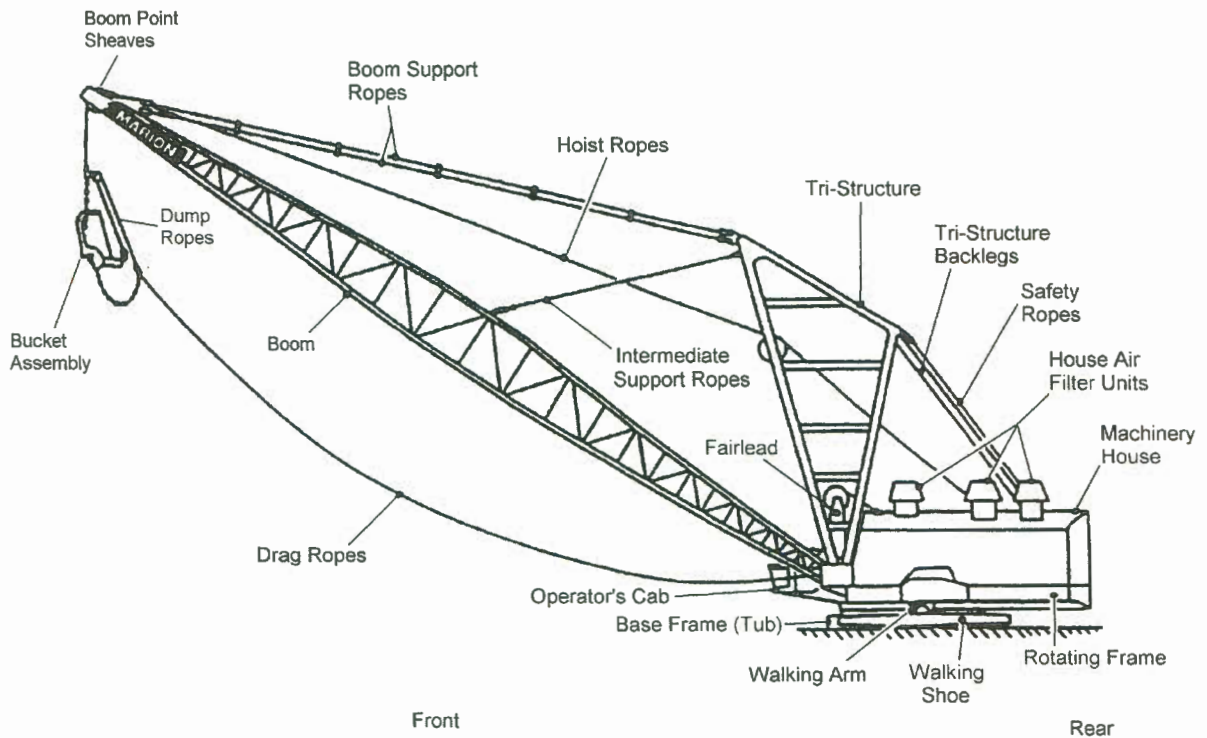 Boom Point
Sheaves
Boom Support
Ropes
Hoist Ropes
Tri-Structure
MARION
Dump
Ropes
Tri-Structure
Backlegs
Safety
Ropes
Bucket
Assembly
Boom
Intermediate
Support Ropes
House Air
Filter Units
Fairlead
Machinery
House
Drag Ropes
Operator's Cab
Base Frame (Tub)
Walking Arm
Walking
Shoe
Rotating Frame
Front
Rear